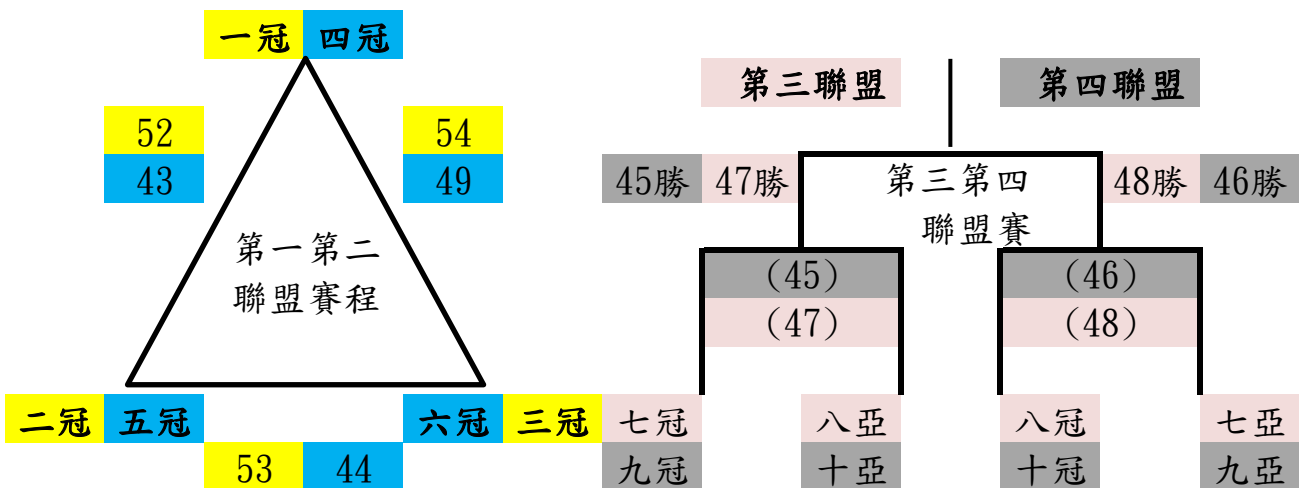 一冠 四冠
52 54
43 49
第一第二
聯盟賽程
二冠 五冠 六冠 三冠
53 44
第三聯盟 第四聯盟
45勝 47勝 第三第四 48勝 46勝
聯盟賽
(45) (46)
(47) (48)
七冠 八亞 八冠 七亞
九冠 十亞 十冠 九亞